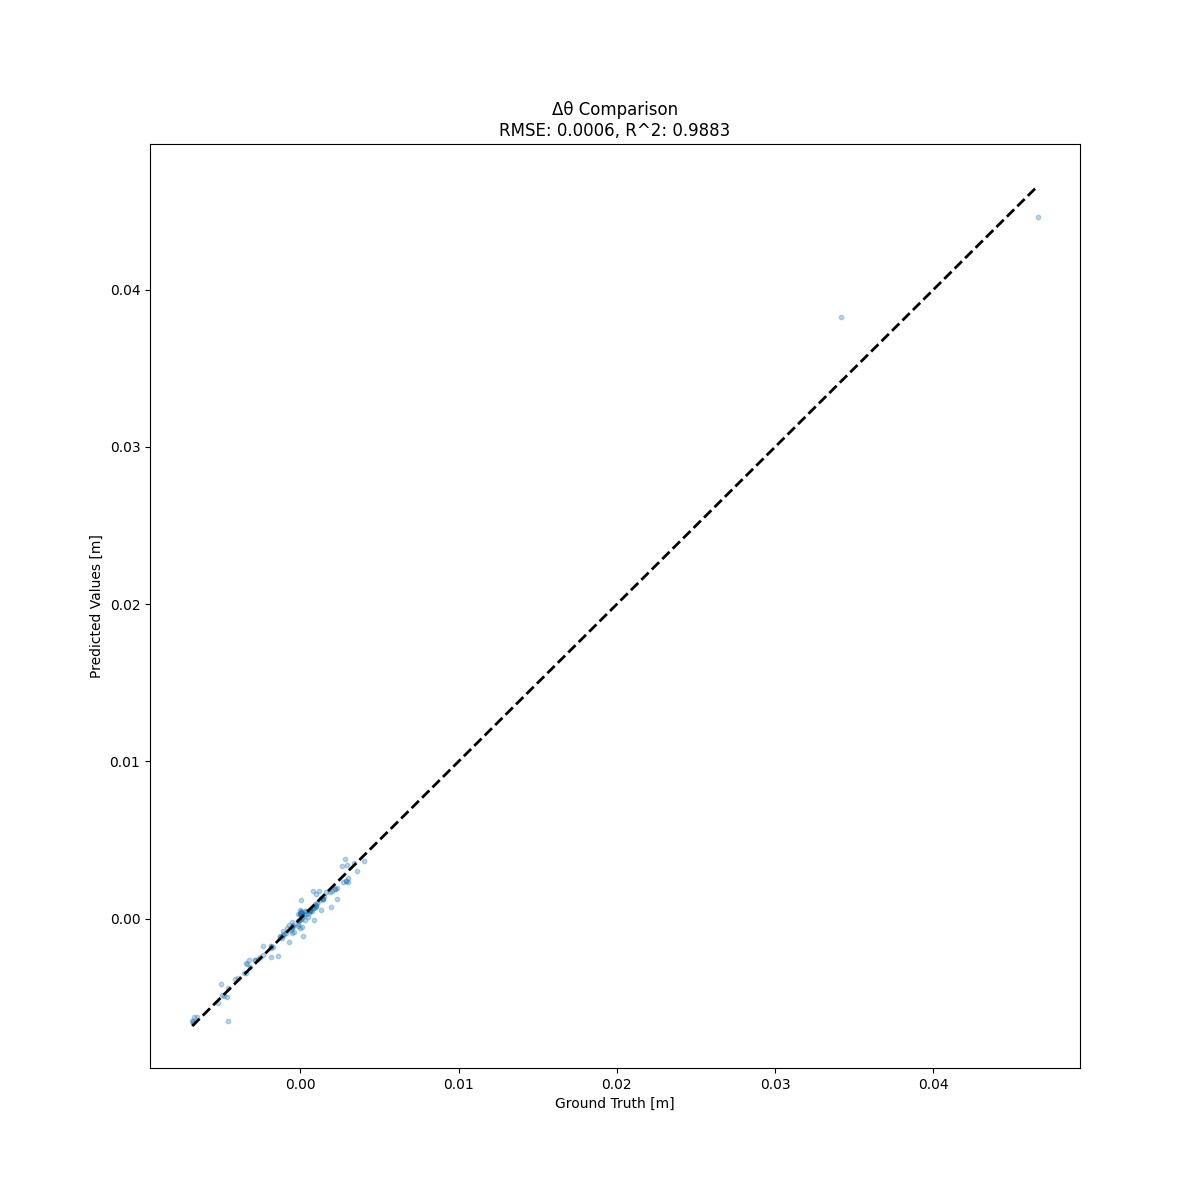 Δθ Comparison
RMSE: 0.0006, R^2: 0.9883
Predicted Values [m]
0.04
0.03
0.02
0.01
0.00
0.00 0.01 0.02 0.03 0.04
Ground Truth [m]